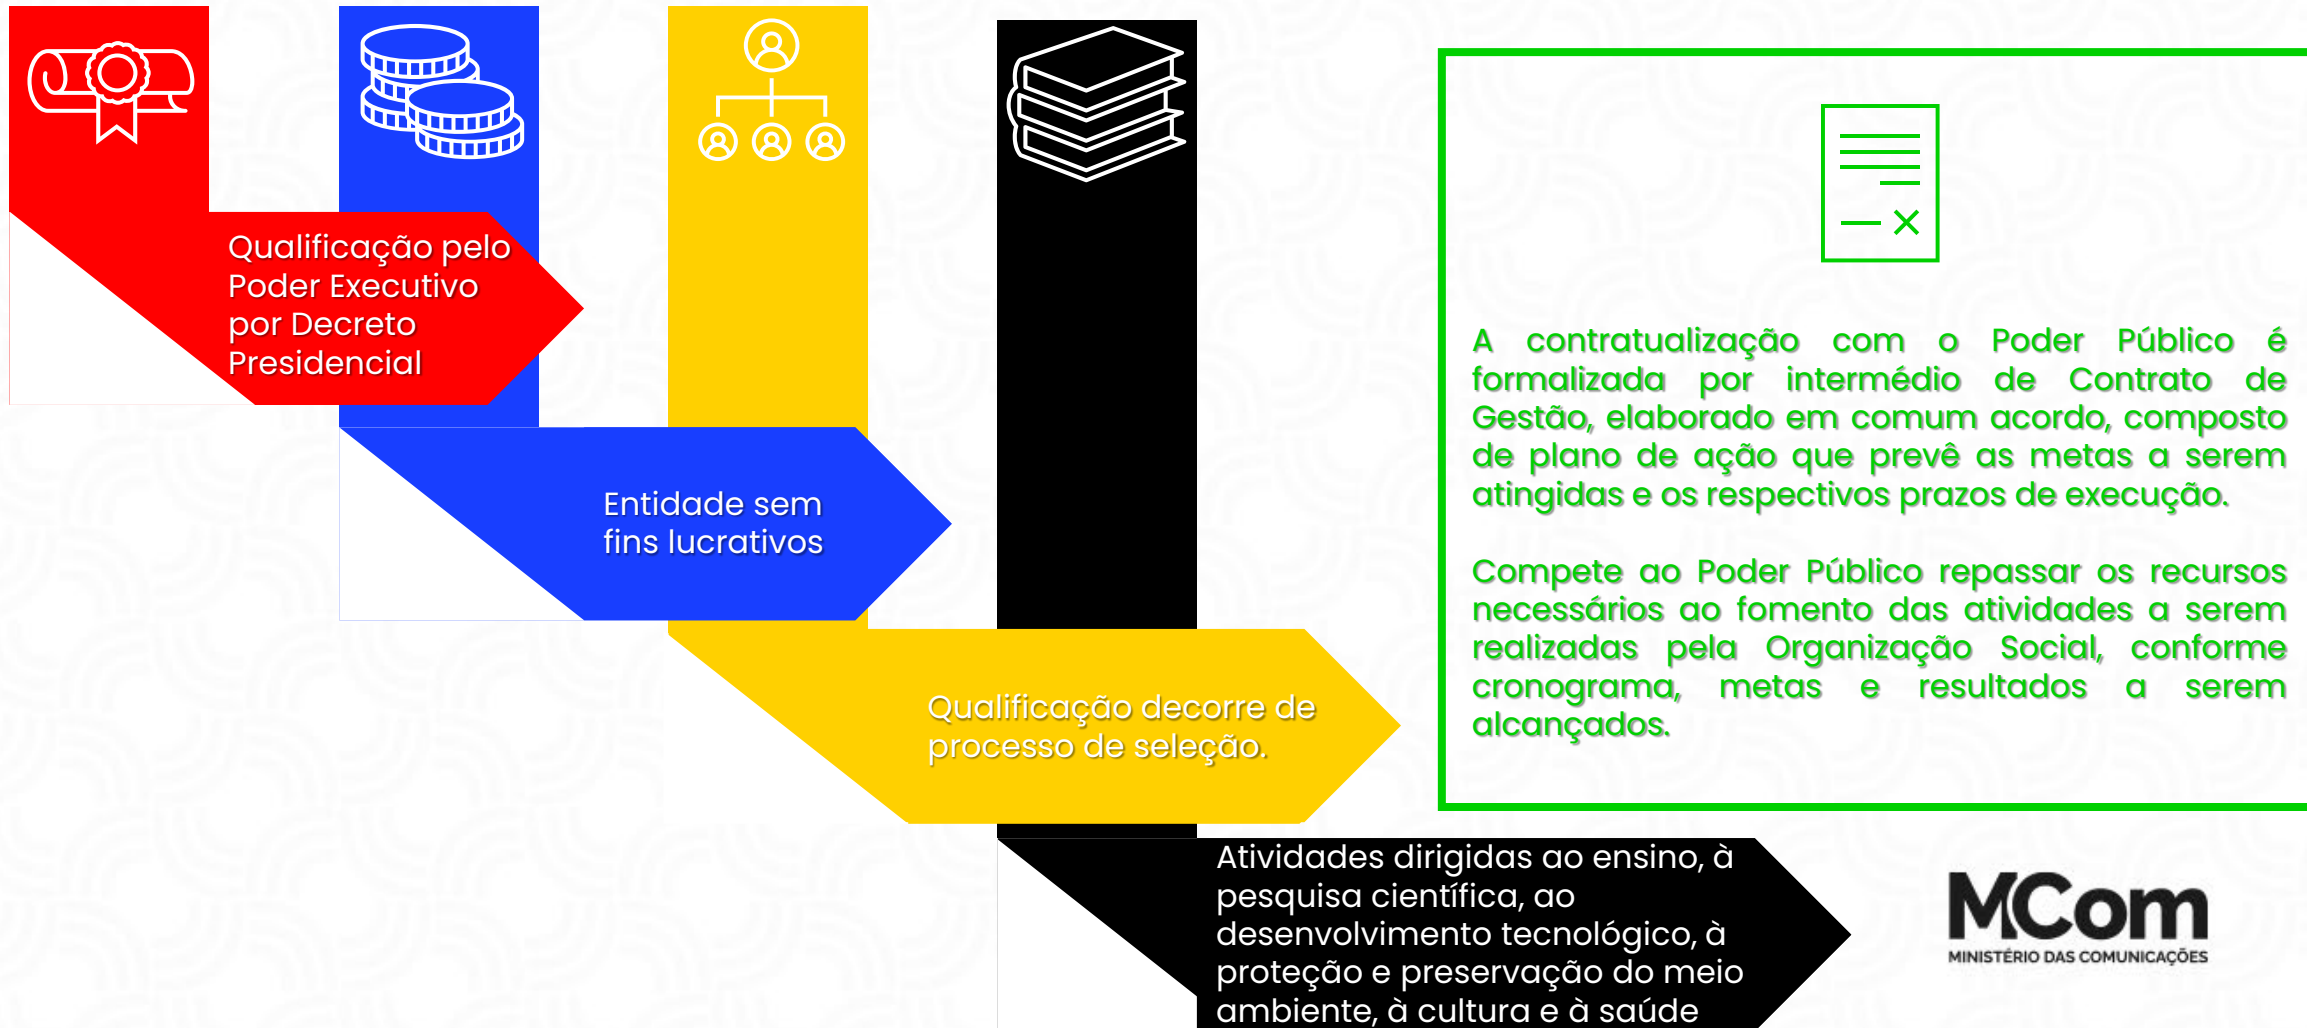 Qualificação pelo
Poder Executivo
por Decreto
Presidencial
Entidade sem
fins lucrativos
Qualificação decorre de
processo de seleção.
Atividades dirigidas ao ensino, à
pesquisa científica, ao
desenvolvimento tecnológico, à
proteção e preservação do meio
ambiente, à cultura e à saúde
A contratualização com o Poder Público é
formalizada por intermédio de Contrato de
Gestão, elaborado em comum acordo, composto
de plano de ação que prevê as metas a serem
atingidas e os respectivos prazos de execução.
Compete ao Poder Público repassar os recursos
necessários ao fomento das atividades a serem
realizadas pela Organização Social, conforme
cronograma, metas e resultados a serem
alcançados.
MCom
MINISTÉRIO DAS COMUNICAÇÕES